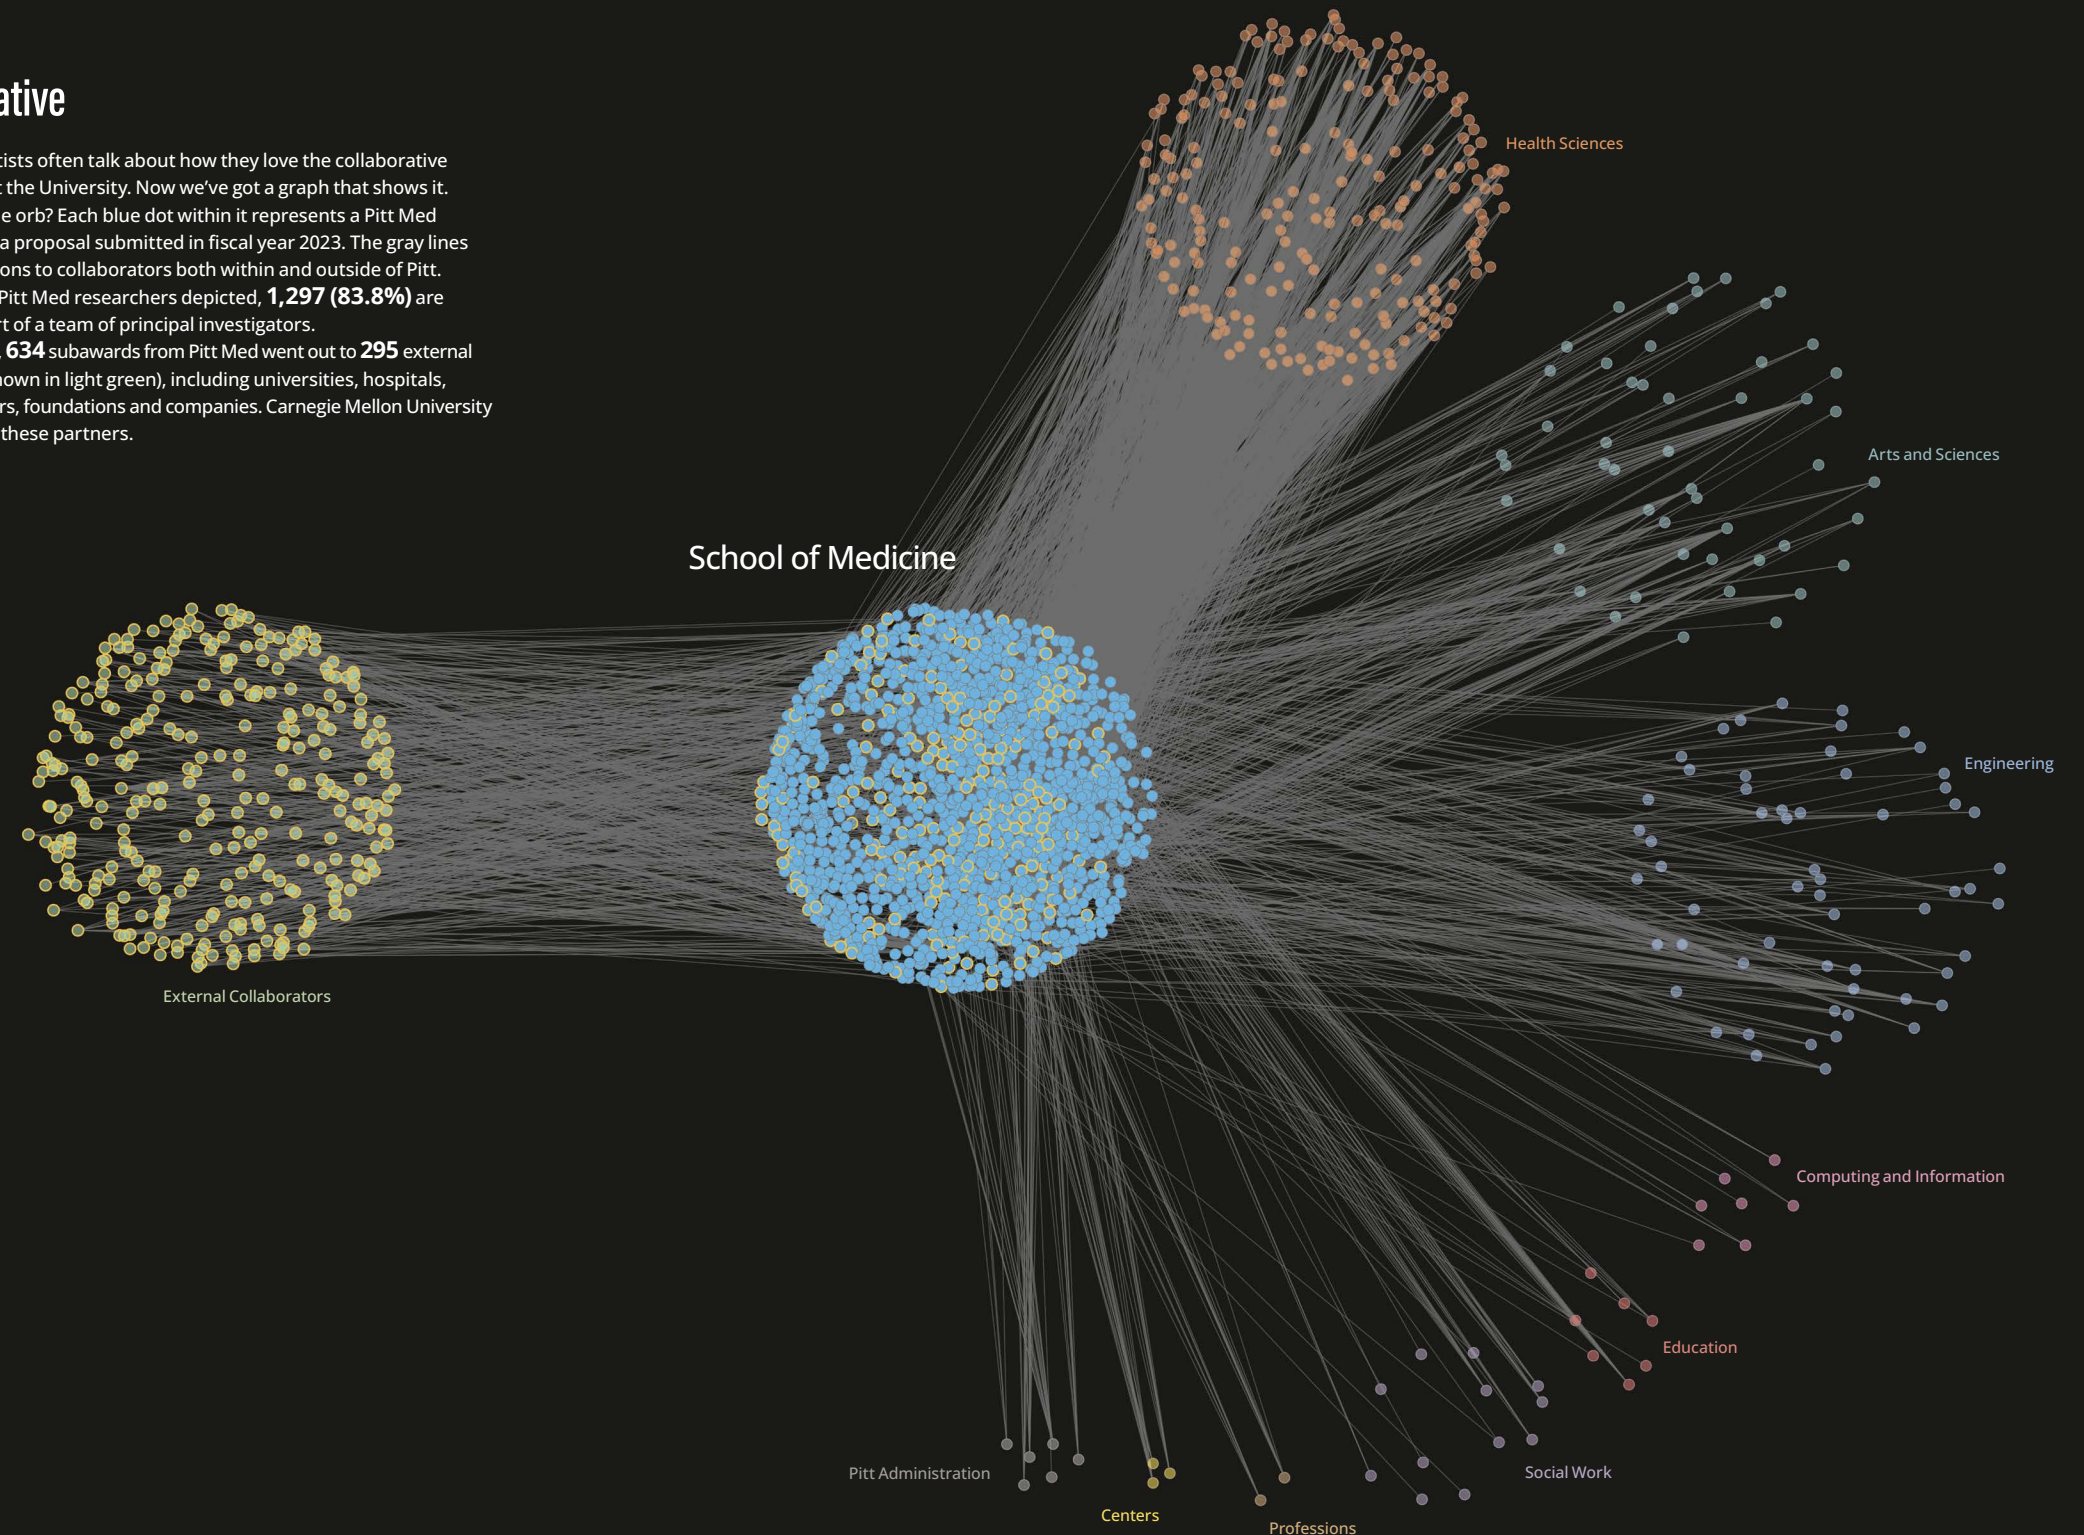 ative
tists often talk about how they love the collaborative
t the University. Now we’ve got a graph that shows it.
e orb? Each blue dot within it represents a Pitt Med
a proposal submitted in fiscal year 2023. The gray lines
ons to collaborators both within and outside of Pitt.
Pitt Med researchers depicted, 1,297 (83.8%) are
rt of a team of principal investigators.
, 634 subawards from Pitt Med went out to 295 external
hown in light green), including universities, hospitals,
rs, foundations and companies. Carnegie Mellon University
these partners.
Health Sciences
Arts and Sciences
School of Medicine
Engineering
External Collaborators
Computing and Information
Education
Pitt Administration
Social Work
Centers
Professions